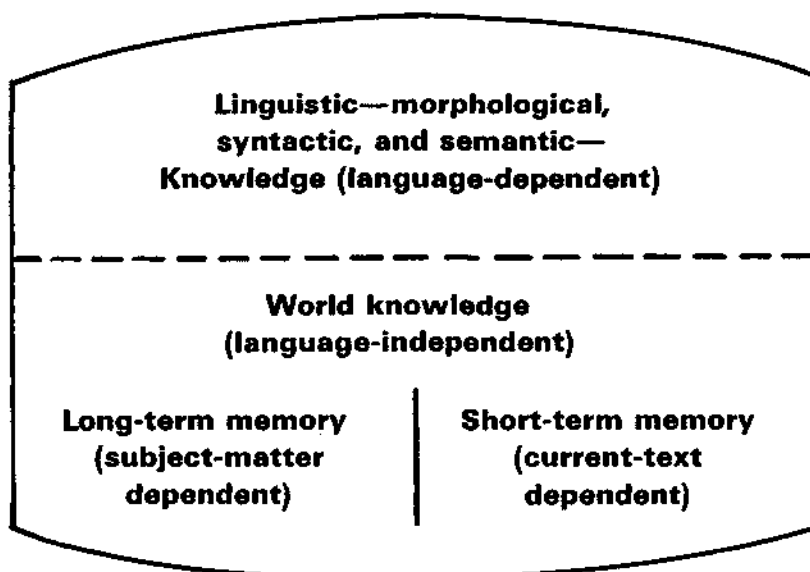 Linguistic—morphological,
syntactic, and semantic—
Knowledge (language-dependent)
World knowledge
(language-independent)
Long-term memory
(subject-matter
dependent)
Short-term memory
(current-text
dependent)